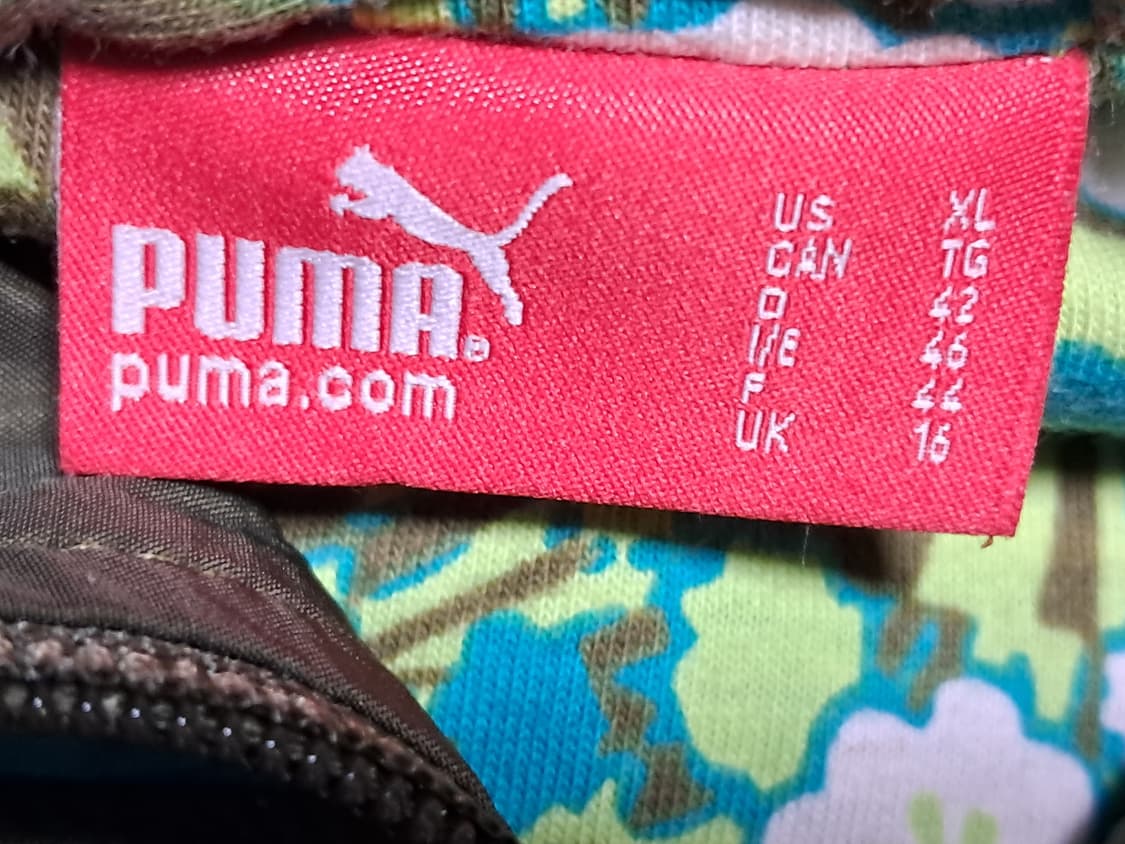 PUMA®
puma.com
US XL
CAN TG
D 42
I/E 46
F 44
UK 16